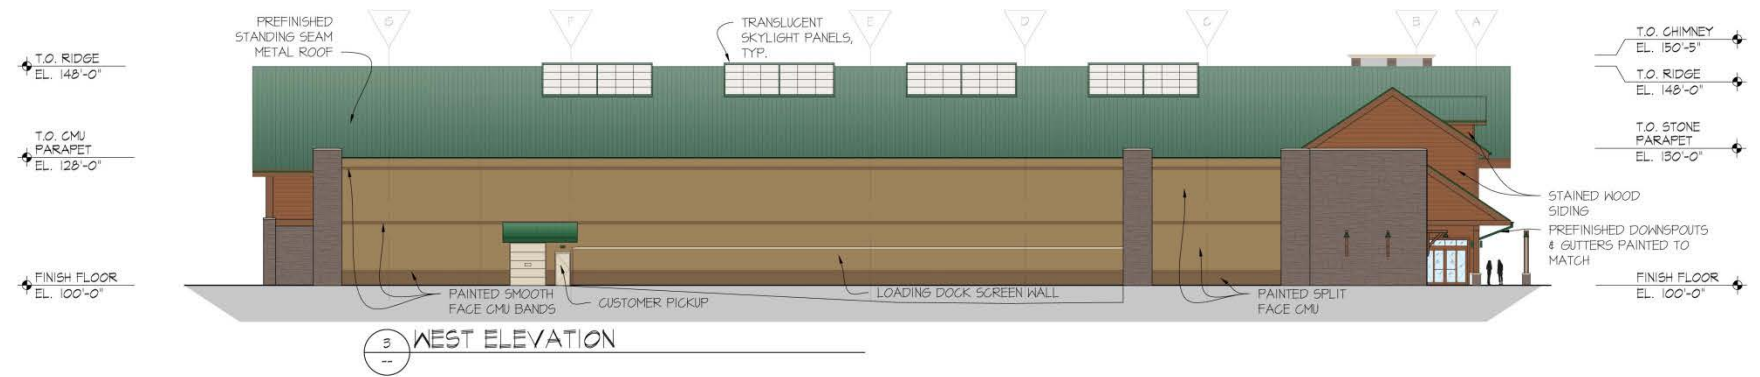 G
F
E
D
C
B
A
PREFINISHED
STANDING SEAM
METAL ROOF
TRANSLUCENT
SKYLIGHT PANELS,
TYP.
T.O. RIDGE
EL. 148'-0"
T.O. CMU
PARAPET
EL. 128'-0"
FINISH FLOOR
EL. 100'-0"
T.O. CHIMNEY
EL. 150'-5"
T.O. RIDGE
EL. 148'-0"
T.O. STONE
PARAPET
EL. 130'-0"
STAINED WOOD
SIDING
PREFINISHED DOWNSPOUTS
& GUTTERS PAINTED TO
MATCH
FINISH FLOOR
EL. 100'-0"
PAINTED SMOOTH
FACE CMU BANDS
CUSTOMER PICKUP
LOADING DOCK SCREEN WALL
PAINTED SPLIT
FACE CMU
3
--
WEST ELEVATION